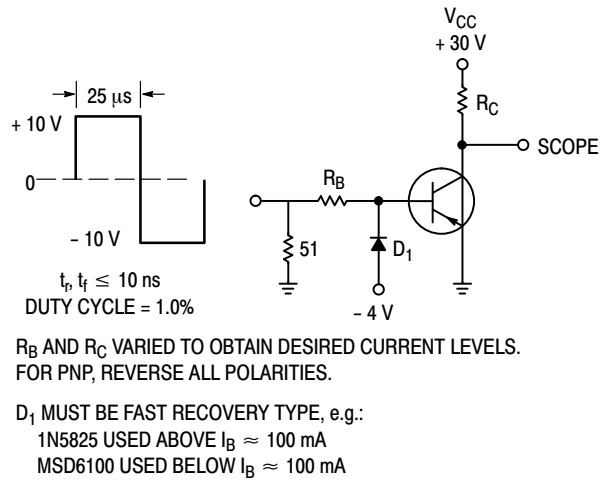 V_CC
+ 30 V
25 μs
R_C
+ 10 V
SCOPE
0
R_B
51
D_1
– 10 V
– 4 V
t_r, t_f ≤ 10 ns
DUTY CYCLE = 1.0%
R_B AND R_C VARIED TO OBTAIN DESIRED CURRENT LEVELS.
FOR PNP, REVERSE ALL POLARITIES.
D_1 MUST BE FAST RECOVERY TYPE, e.g.:
1N5825 USED ABOVE I_B ≈ 100 mA
MSD6100 USED BELOW I_B ≈ 100 mA